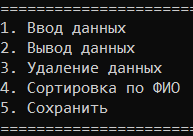 ========================
1. Ввод данных
2. Вывод данных
3. Удаление данных
4. Сортировка по ФИО
5. Сохранить
========================